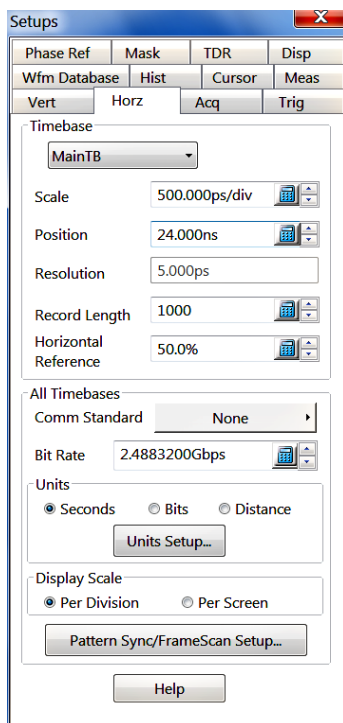 Setups
X
Phase Ref Mask TDR Disp
Wfm Database Hist Cursor Meas
Vert Horz Acq Trig
Timebase
MainTB
Scale 500.000ps/div
Position 24.000ns
Resolution 5.000ps
Record Length 1000
Horizontal
Reference 50.0%
All Timebases
Comm Standard None
Bit Rate 2.4883200Gbps
Units
Seconds Bits Distance
Units Setup...
Display Scale
Per Division Per Screen
Pattern Sync/FrameScan Setup...
Help